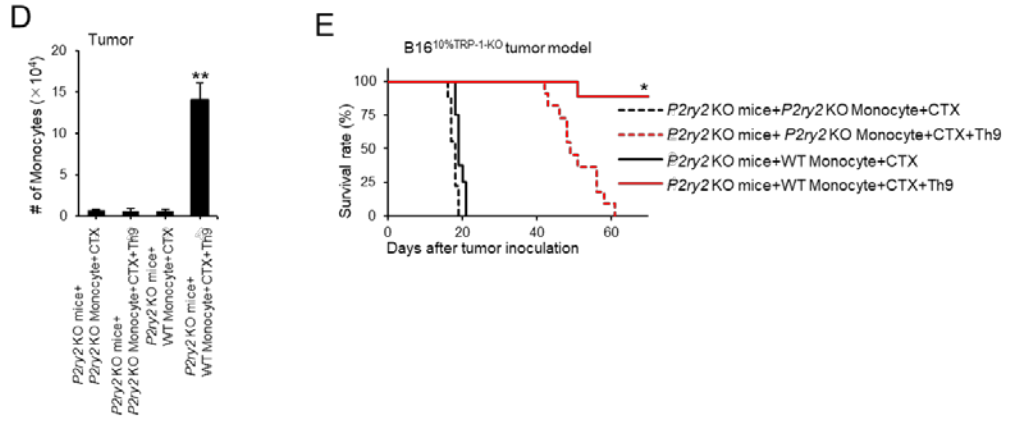 D
Tumor
# of Monocytes (×10⁴)
20
15
10
5
0
**
P2ry2 KO mice+
P2ry2 KO Monocyte+CTX
P2ry2 KO mice+
P2ry2 KO Monocyte+CTX+Th9
P2ry2 KO mice+
WT Monocyte+CTX
P2ry2 KO mice+
WT Monocyte+CTX+Th9
E
B16¹⁰%TRP-1-KO tumor model
Survival rate (%)
100
75
50
25
0
*
0 20 40 60
Days after tumor inoculation
P2ry2 KO mice+P2ry2 KO Monocyte+CTX
P2ry2 KO mice+ P2ry2 KO Monocyte+CTX+Th9
P2ry2 KO mice+WT Monocyte+CTX
P2ry2 KO mice+WT Monocyte+CTX+Th9